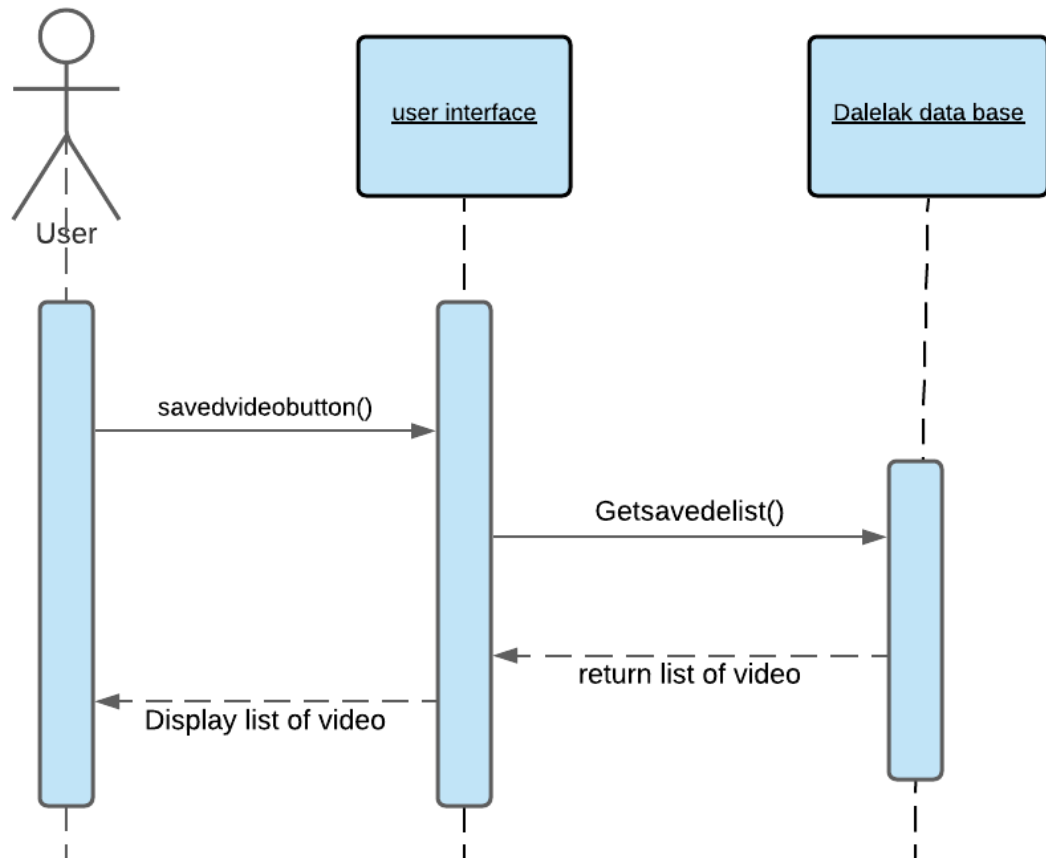 user interface
Dalelak data base
User
savedvideobutton()
Getsavedelist()
return list of video
Display list of video